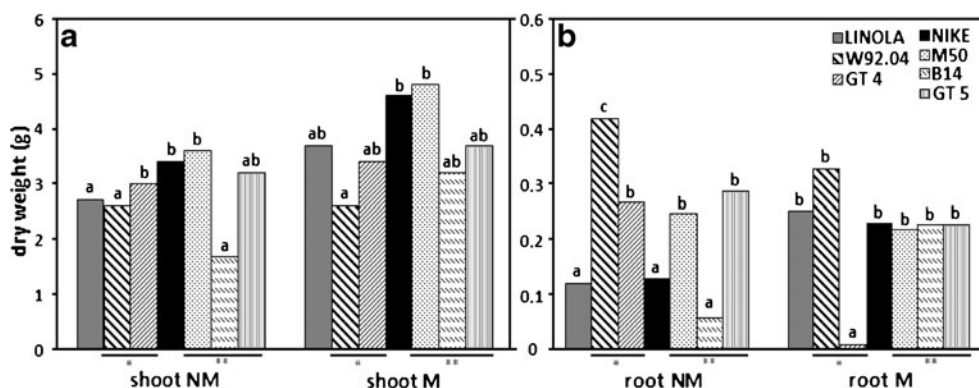 a
b
dry weight (g)
6
5
4
3
2
1
0
a a b b b a ab
ab a ab b b ab ab
shoot NM
shoot M
0.6
0.5
0.4
0.3
0.2
0.1
0
LINOLA
W92.04
GT 4
NIKE
M50
B14
GT 5
a c b a b a b
b b a b b b b
root NM
root M